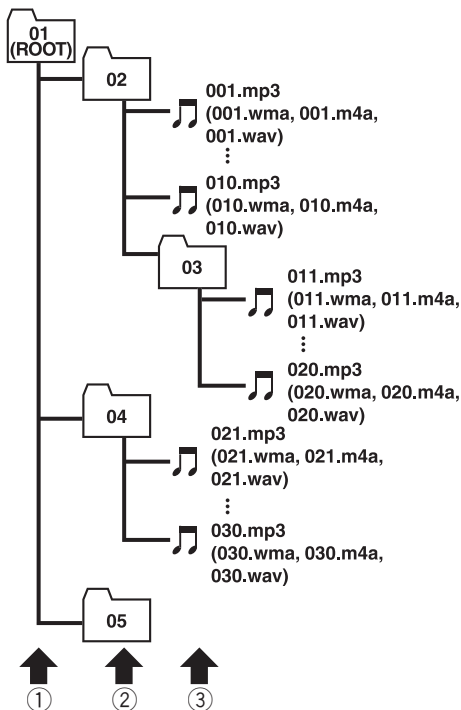 01
(ROOT)
02
001.mp3
(001.wma, 001.m4a,
001.wav)
010.mp3
(010.wma, 010.m4a,
010.wav)
03
011.mp3
(011.wma, 011.m4a,
011.wav)
020.mp3
(020.wma, 020.m4a,
020.wav)
04
021.mp3
(021.wma, 021.m4a,
021.wav)
030.mp3
(030.wma, 030.m4a,
030.wav)
05
① ② ③